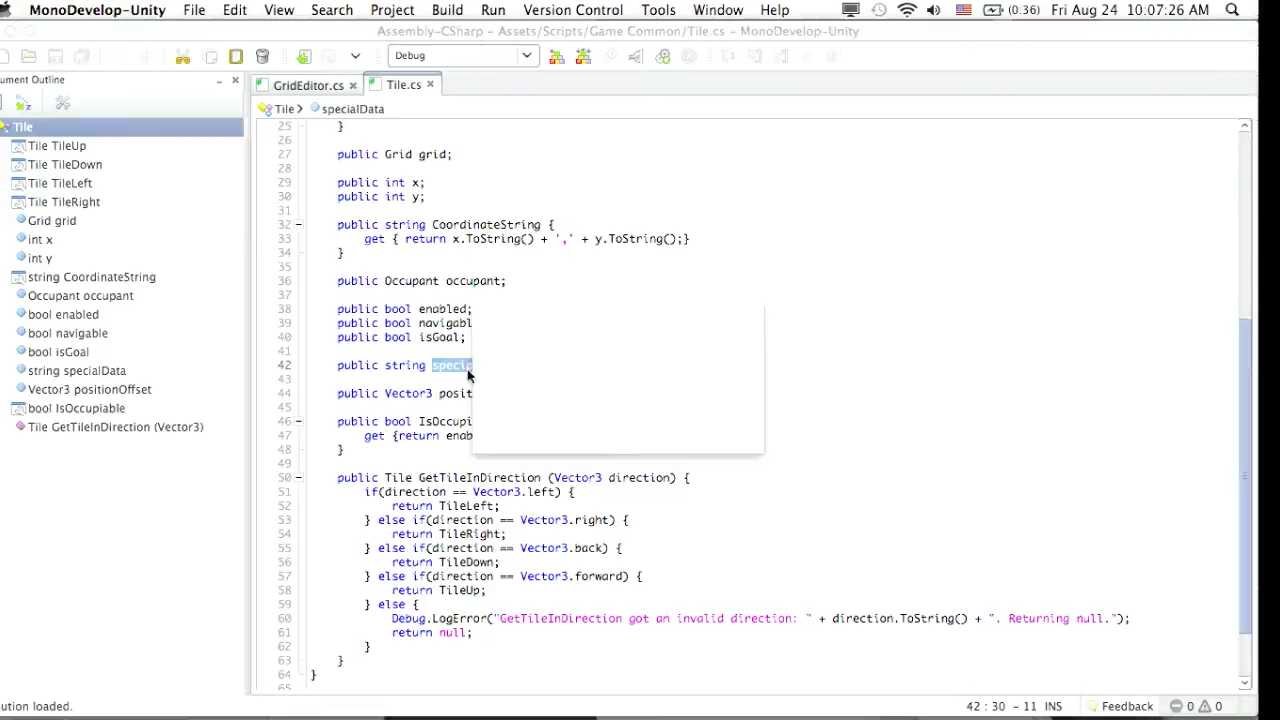 MonoDevelop-Unity File Edit View Search Project Build Run Version Control Tools Window Help (0:36) Fri Aug 24 10:07:26 AM
Assembly-CSharp - Assets/Scripts/Game Common/Tile.cs - MonoDevelop-Unity
Debug
ument Outline
GridEditor.cs
Tile.cs
Tile
specialData
Tile
Tile TileUp
Tile TileDown
Tile TileLeft
Tile TileRight
Grid grid
int x
int y
string CoordinateString
Occupant occupant
bool enabled
bool navigable
bool isGoal
string specialData
Vector3 positionOffset
bool IsOccupiable
Tile GetTileInDirection (Vector3)
25 }
26
27 public Grid grid;
28
29 public int x;
30 public int y;
31
32 public string CoordinateString {
33 get { return x.ToString() + ',' + y.ToString();}
34 }
35
36 public Occupant occupant;
37
38 public bool enabled;
39 public bool navigabl
40 public bool isGoal;
41
42 public string specia
43
44 public Vector3 posit
45
46 public bool IsOccupi
47 get {return enab
48 }
49
50 public Tile GetTileInDirection (Vector3 direction) {
51 if(direction == Vector3.left) {
52 return TileLeft;
53 } else if(direction == Vector3.right) {
54 return TileRight;
55 } else if(direction == Vector3.back) {
56 return TileDown;
57 } else if(direction == Vector3.forward) {
58 return TileUp;
59 } else {
60 Debug.LogError("GetTileInDirection got an invalid direction: " + direction.ToString() + ". Returning null.");
61 return null;
62 }
63 }
64 }
65
ution loaded.
42 : 30 - 11 INS
Feedback
0 0